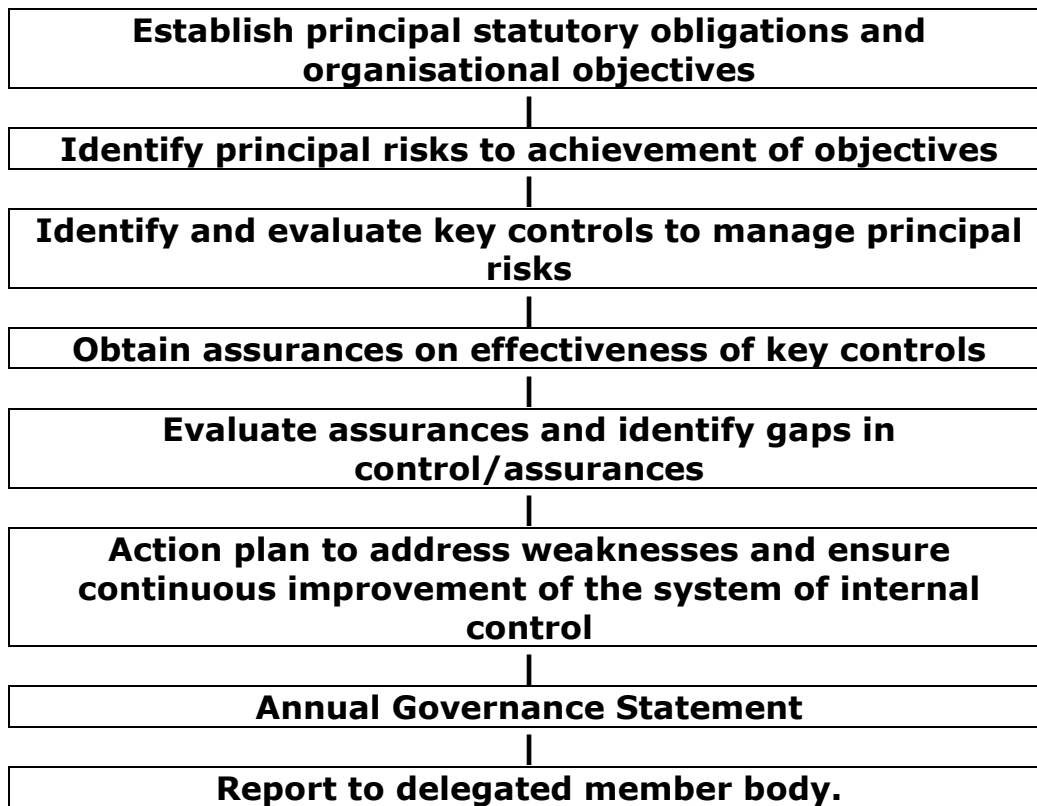 Establish principal statutory obligations and
organisational objectives
Identify principal risks to achievement of objectives
Identify and evaluate key controls to manage principal
risks
Obtain assurances on effectiveness of key controls
Evaluate assurances and identify gaps in
control/assurances
Action plan to address weaknesses and ensure
continuous improvement of the system of internal
control
Annual Governance Statement
Report to delegated member body.